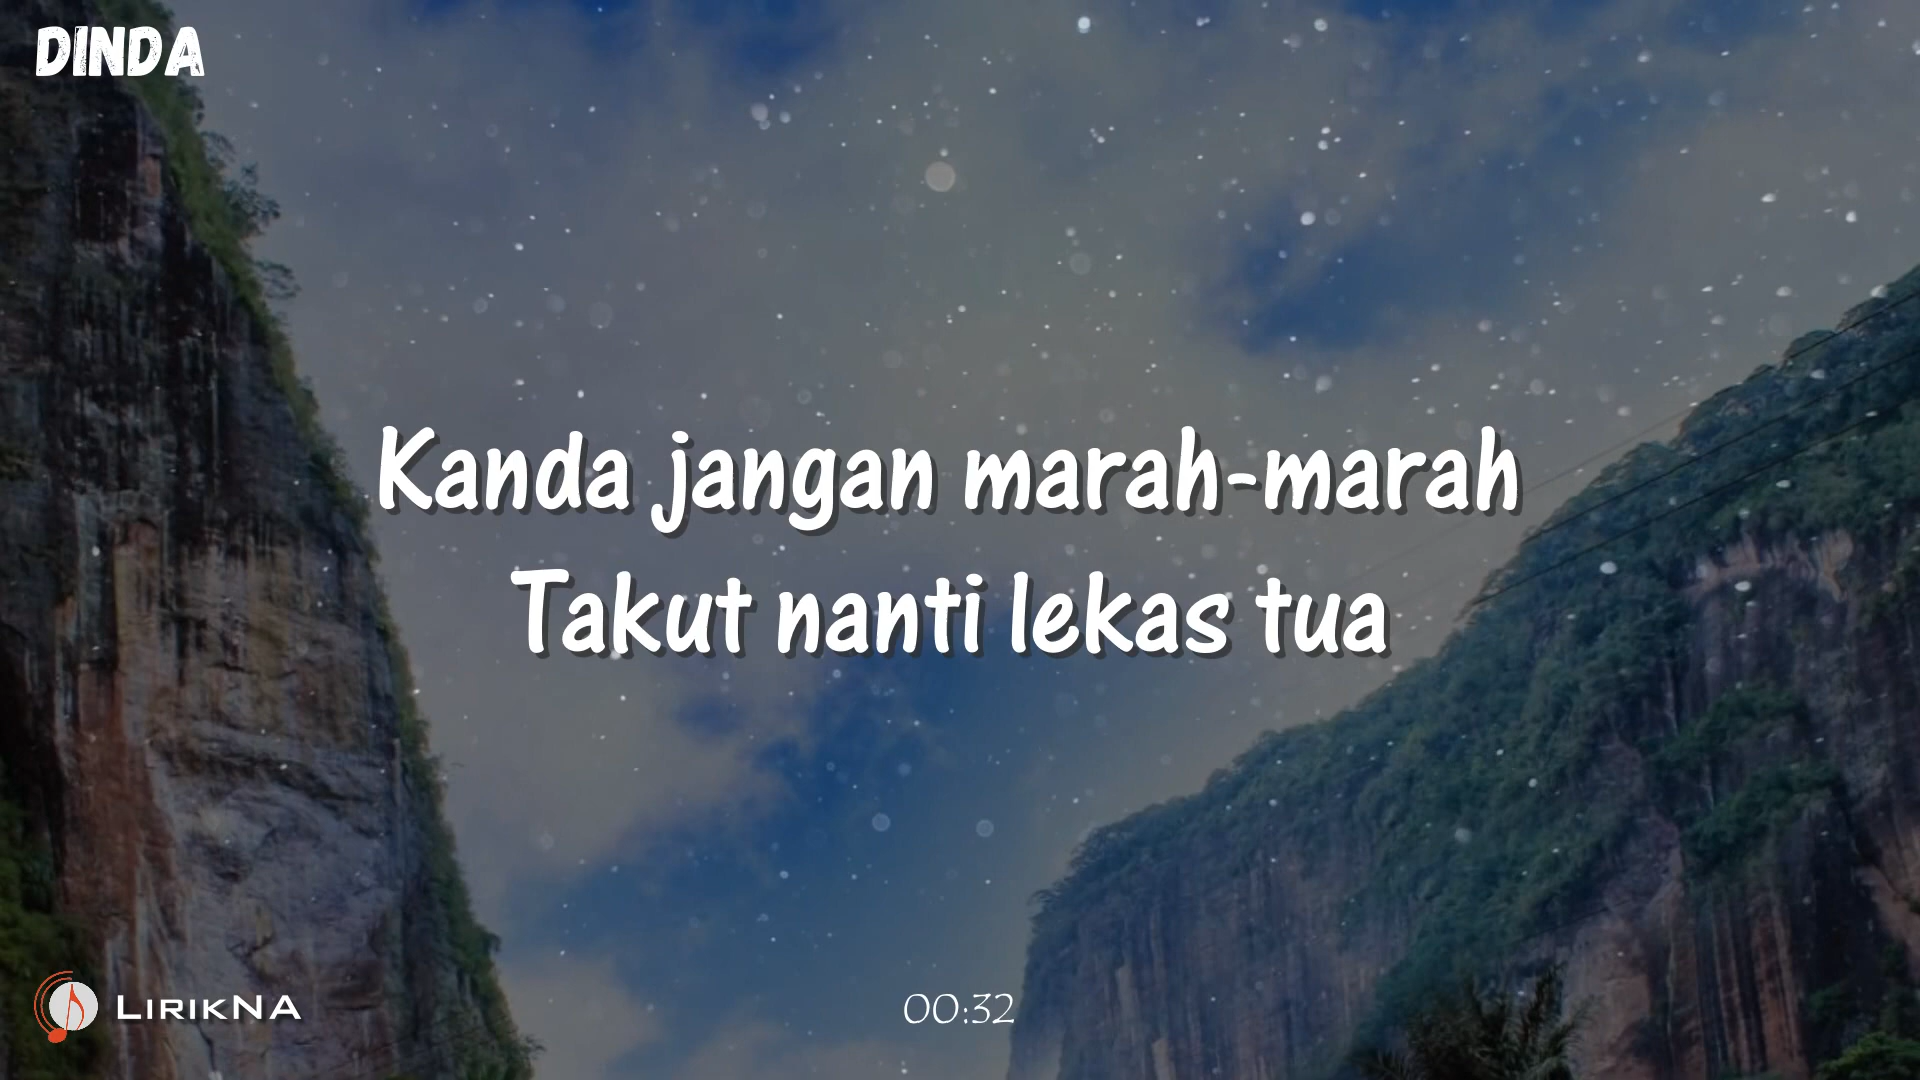 DINDA
Kanda jangan marah-marah
Takut nanti lekas tua
LIRIKNA
00:32